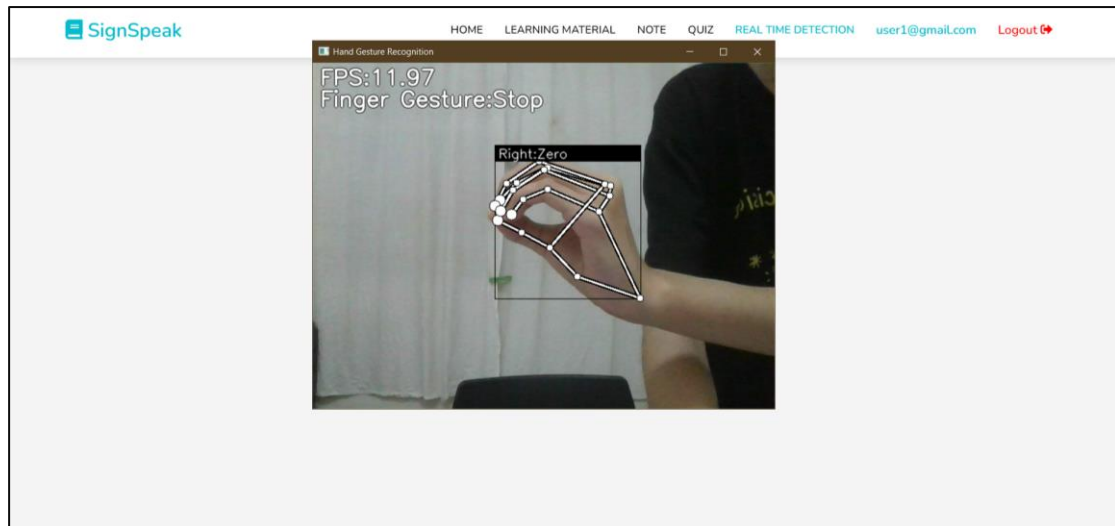 SignSpeak HOME LEARNING MATERIAL NOTE QUIZ REAL TIME DETECTION user1@gmail.com Logout
Hand Gesture Recognition
FPS:11.97
Finger Gesture:Stop
Right:Zero